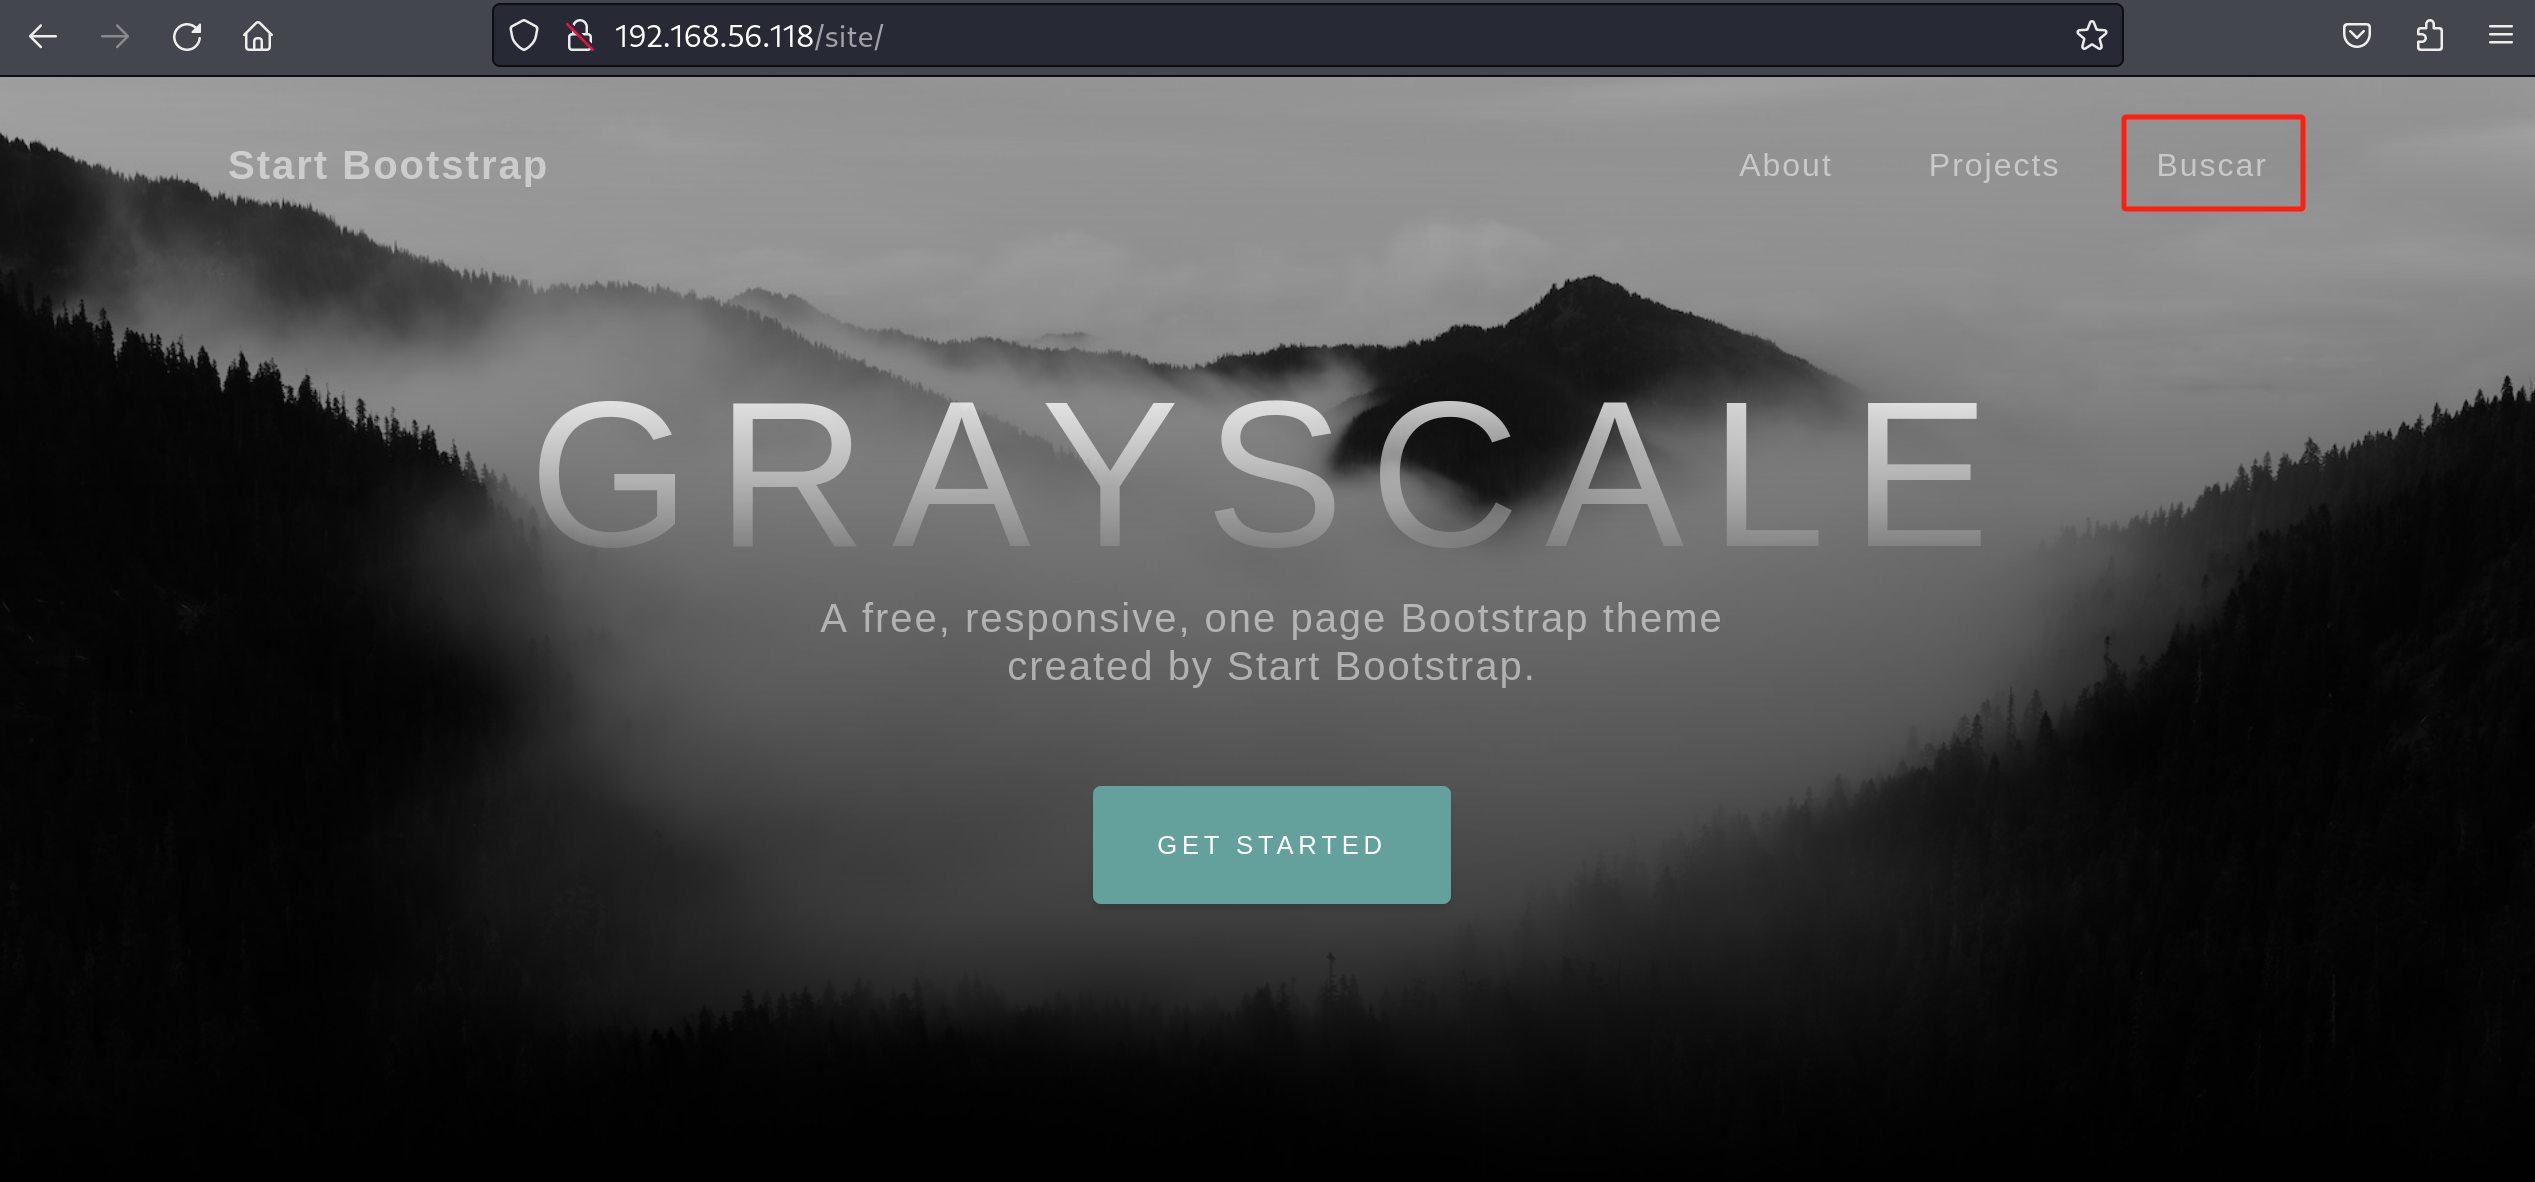 192.168.56.118/site/
Start Bootstrap
About
Projects
Buscar
GRAYSCALE
A free, responsive, one page Bootstrap theme
created by Start Bootstrap.
GET STARTED